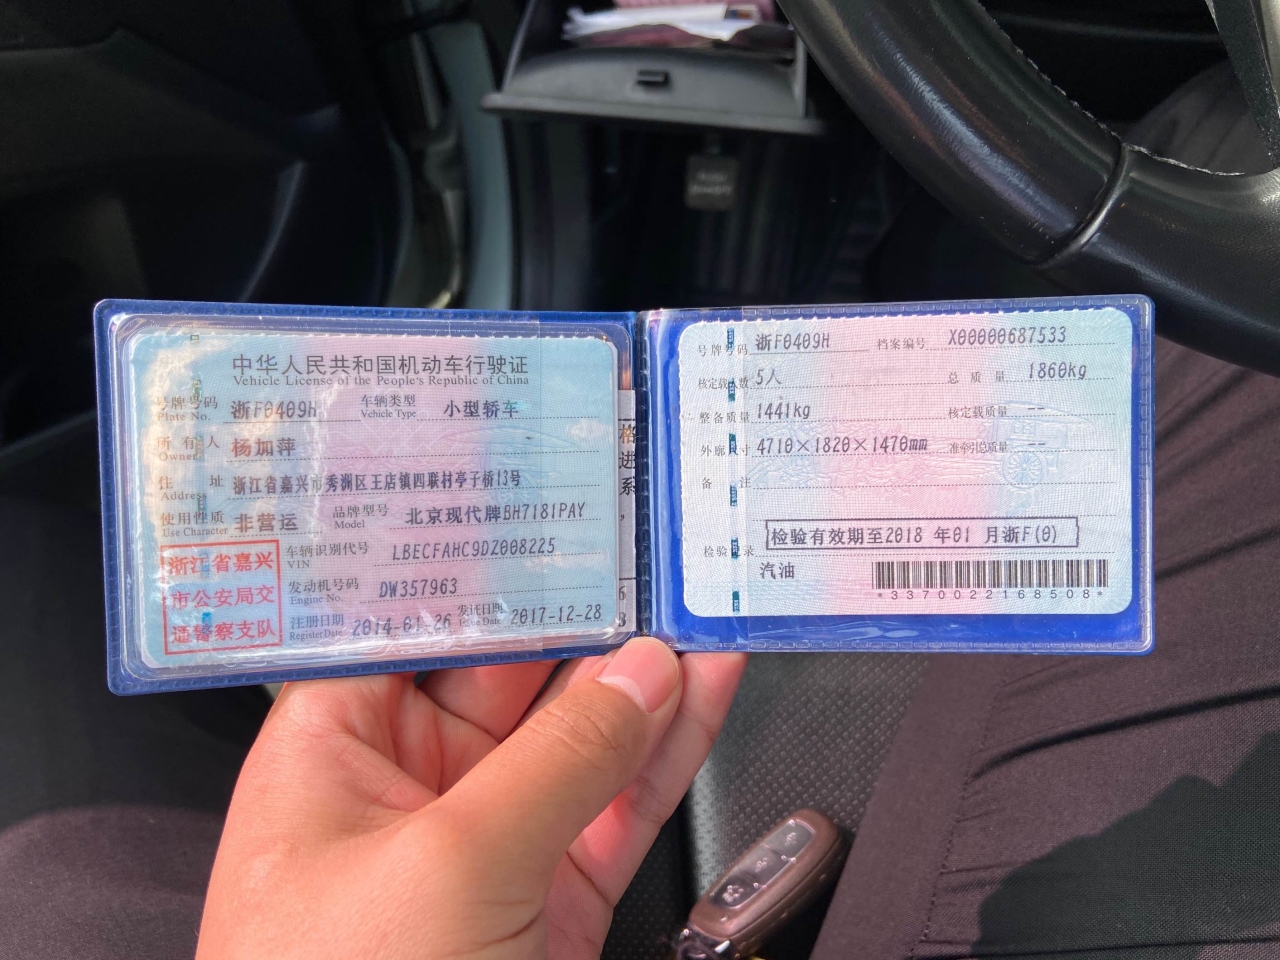 中华人民共和国机动车行驶证
Vehicle License of the People's Republic of China
号牌号码 浙F0409H 车辆类型 小型轿车
Plate No. Vehicle Type
所有人 杨加萍
Owner
住址 浙江省嘉兴市秀洲区王店镇四联村亭子桥13号
Address
使用性质 非营运 品牌型号 北京现代牌BH7181PAY
Use Character Model
浙江省嘉兴
市公安局交
通警察支队
车辆识别代号 LBECFAHC9DZ008225
VIN
发动机号码 DW357963
Engine No.
注册日期 2014-01-26 发证日期 2017-12-28
Register Date Issue Date
格
进
系
号牌号码 浙F0409H 档案编号 X00000687533
核定载人数 5人 总质量 1860kg
整备质量 1441kg 核定载质量 --
外廓尺寸 4710×1820×1470mm 准牵引总质量 --
备注
检验记录 检验有效期至2018 年01 月浙F(0)
汽油
*3370022168508*